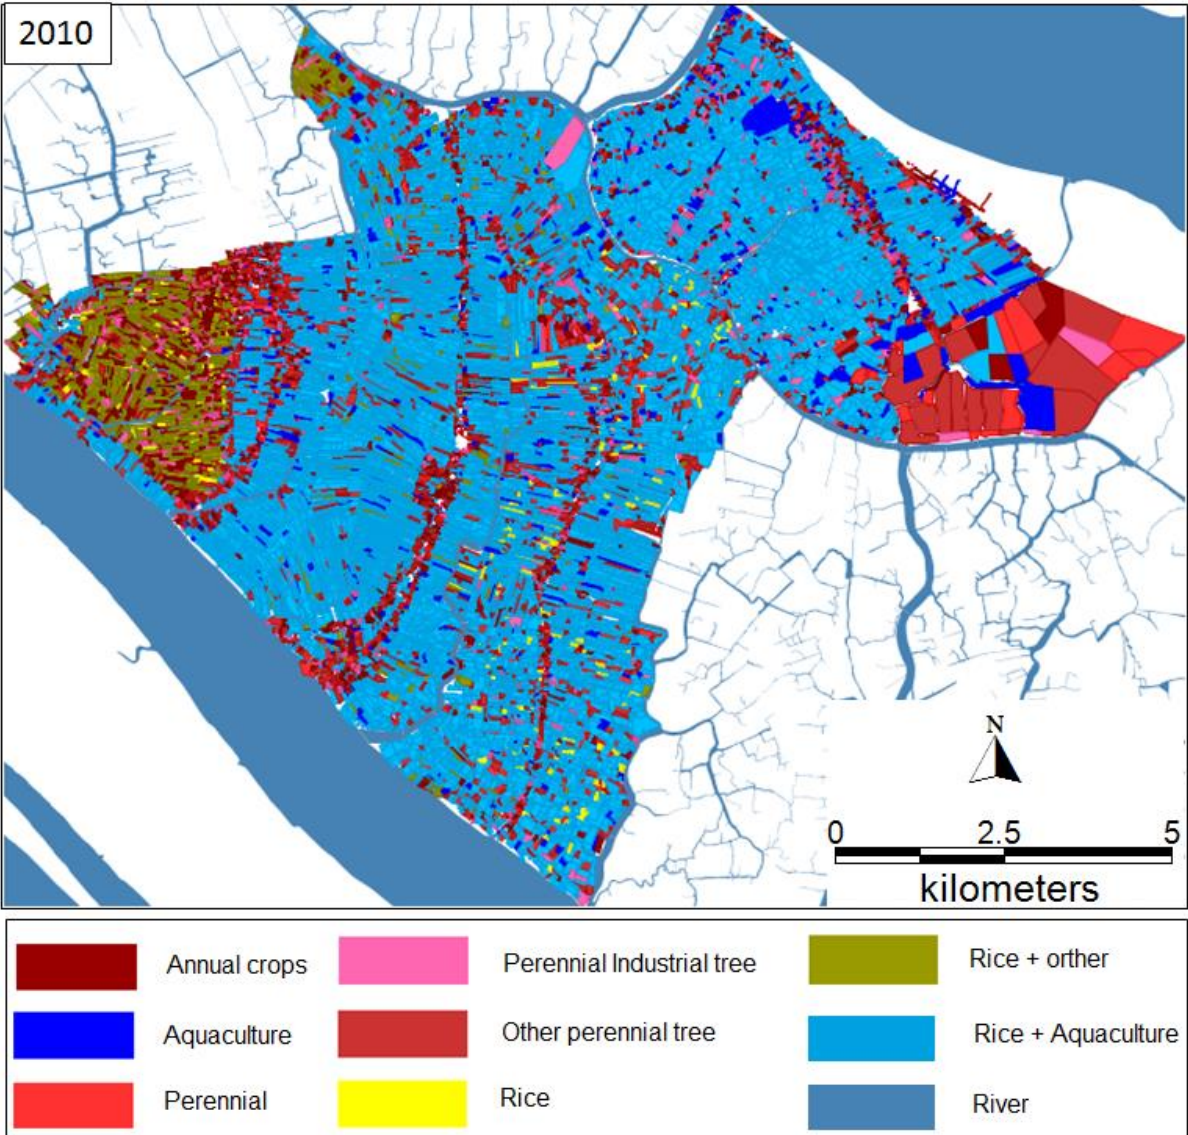 2010
N
0 2.5 5
kilometers
Annual crops Perennial Industrial tree Rice + orther
Aquaculture Other perennial tree Rice + Aquaculture
Perennial Rice River